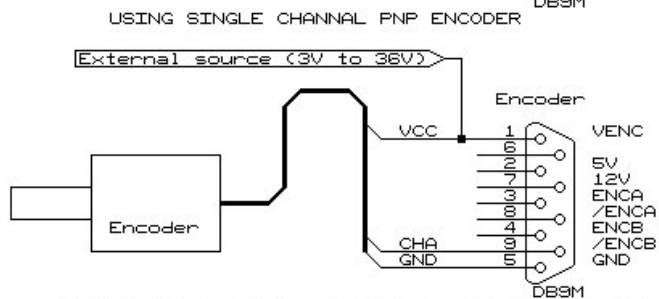 DB9M
USING SINGLE CHANNAL PNP ENCODER
External source (3V to 36V)
Encoder
VCC 1 VENC
6
2 5V
7 12V
3 ENCA
8 /ENCA
Encoder 4 ENCB
CHA 9 /ENCB
GND 5 GND
DB9M